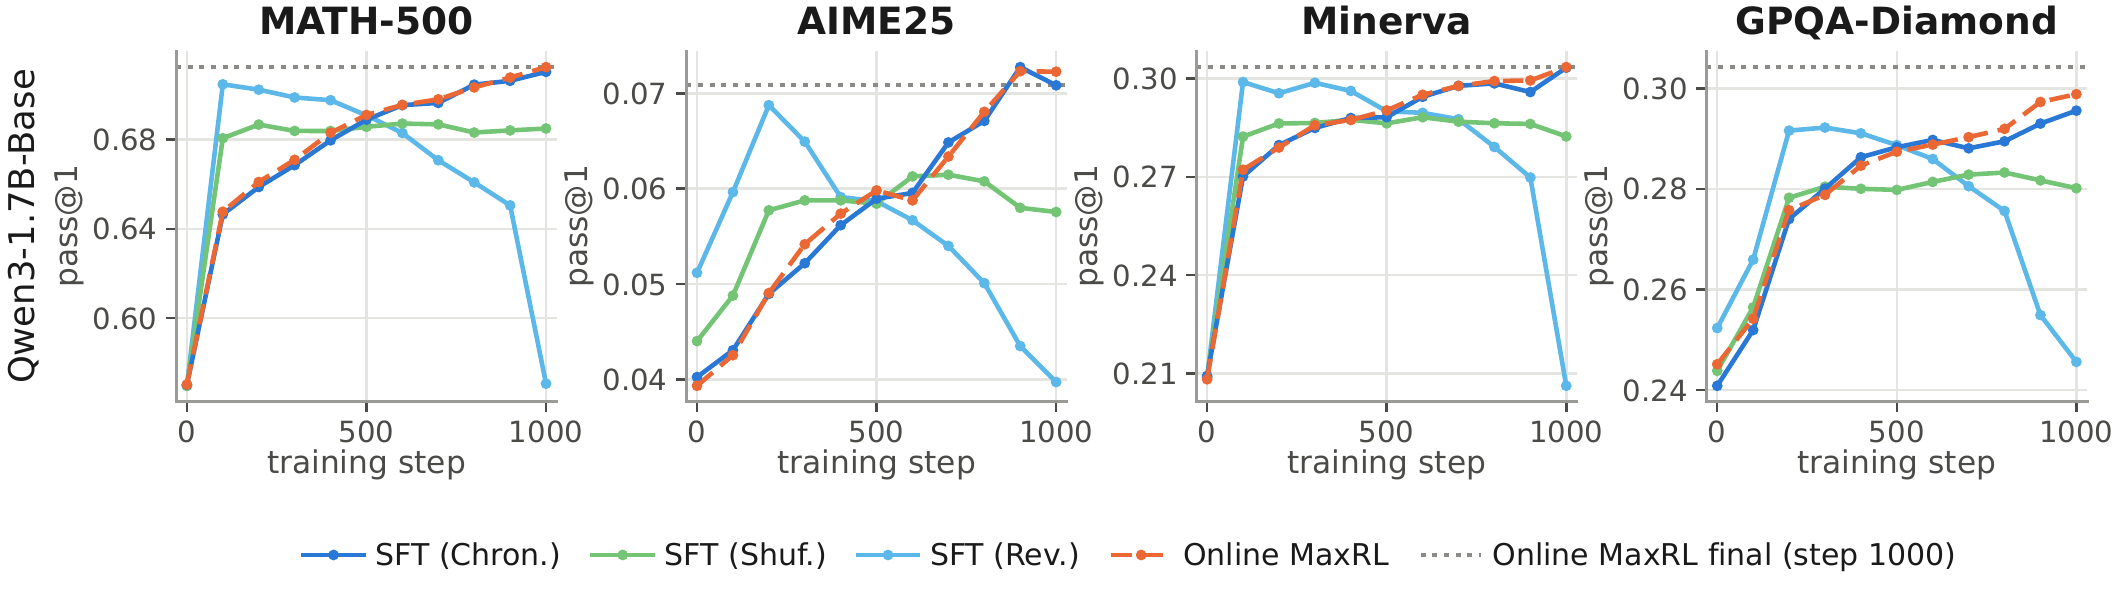 MATH-500
AIME25
Minerva
GPQA-Diamond
Qwen3-1.7B-Base
pass@1
0.68
0.64
0.60
0 500 1000
training step
pass@1
0.07
0.06
0.05
0.04
0 500 1000
training step
pass@1
0.30
0.27
0.24
0.21
0 500 1000
training step
pass@1
0.30
0.28
0.26
0.24
0 500 1000
training step
SFT (Chron.) SFT (Shuf.) SFT (Rev.) Online MaxRL Online MaxRL final (step 1000)